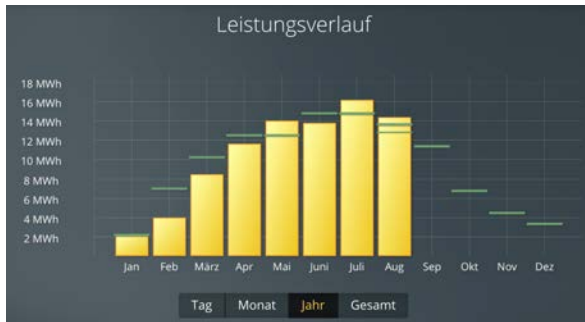 Leistungsverlauf
18 MWh
16 MWh
14 MWh
12 MWh
10 MWh
8 MWh
6 MWh
4 MWh
2 MWh
Jan Feb März Apr Mai Juni Juli Aug Sep Okt Nov Dez
Tag Monat Jahr Gesamt